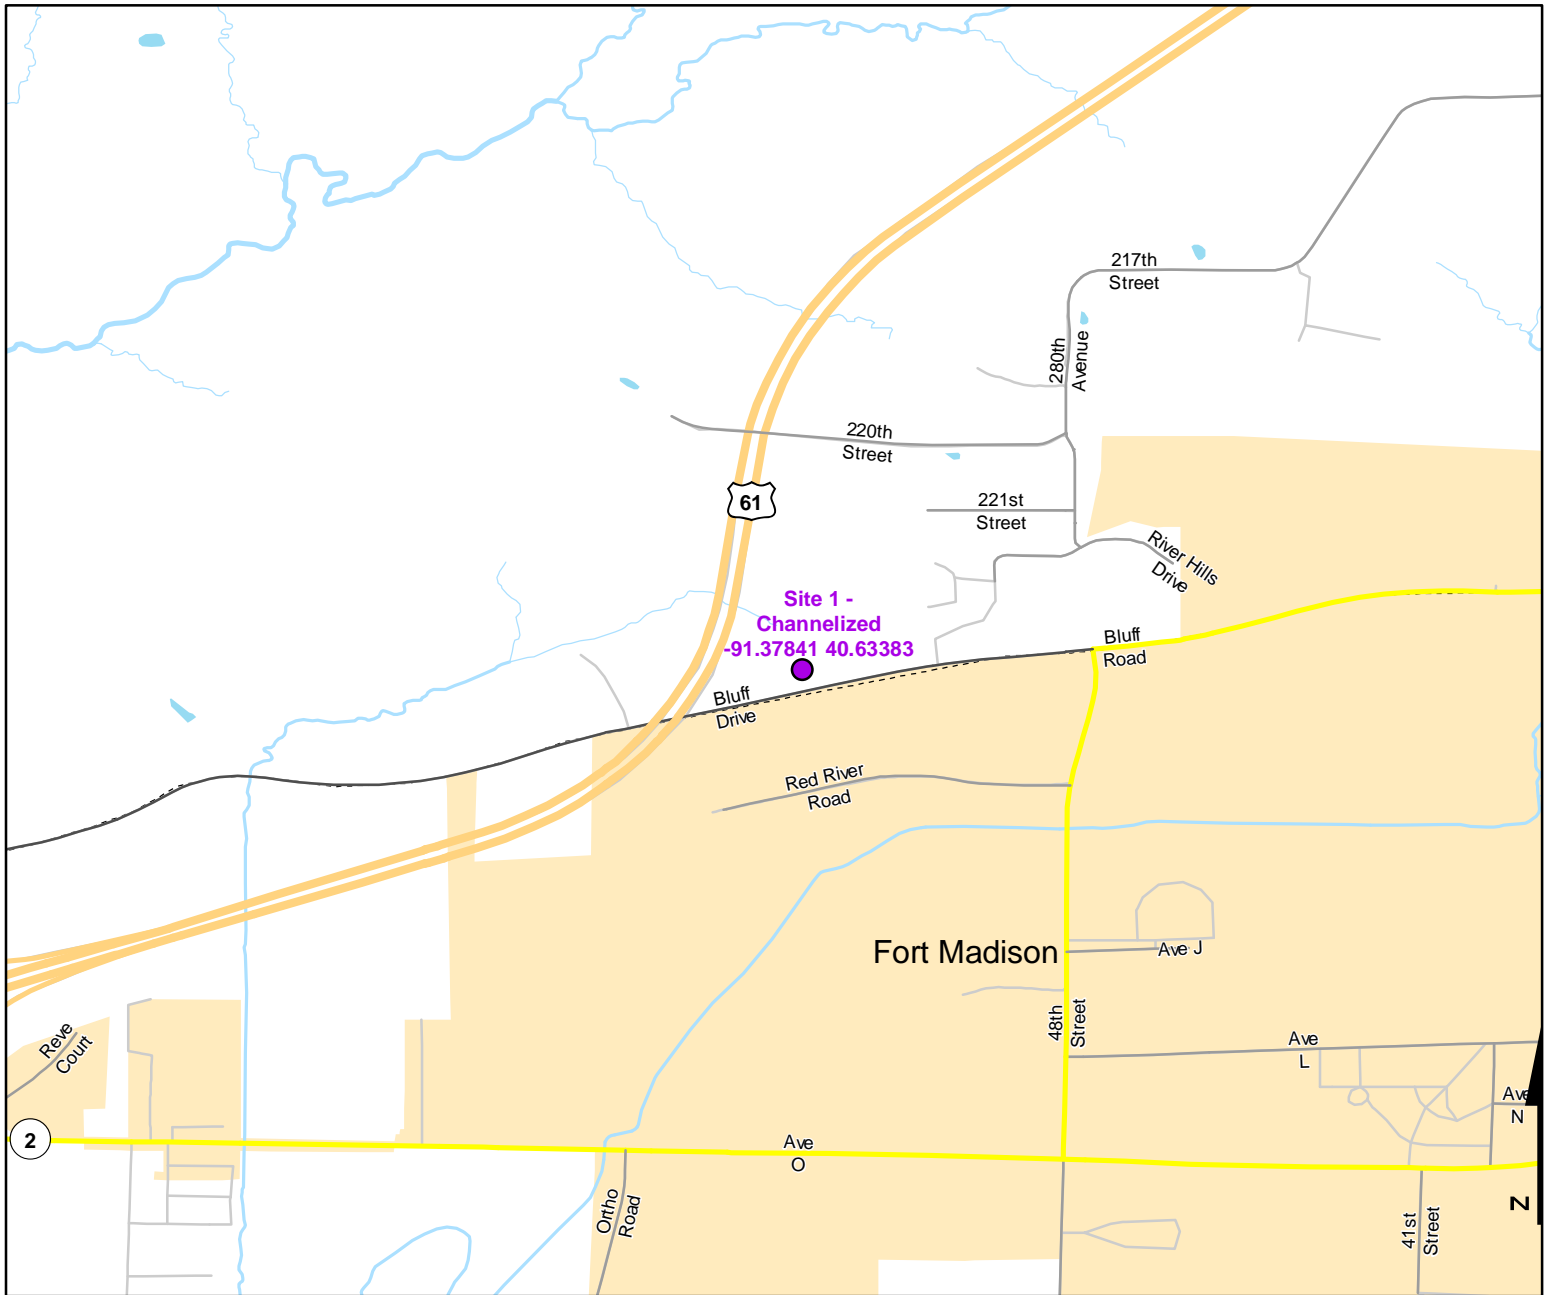 217th
Street
280th
Avenue
220th
Street
61
221st
Street
River Hills
Drive
Site 1 -
Channelized
-91.37841 40.63383
Bluff
Road
Bluff
Drive
Red River
Road
Fort Madison
Ave J
48th
Street
Reve
Court
Ave
L
Ave
N
2
Ave
O
Ortho
Road
41st
Street
N